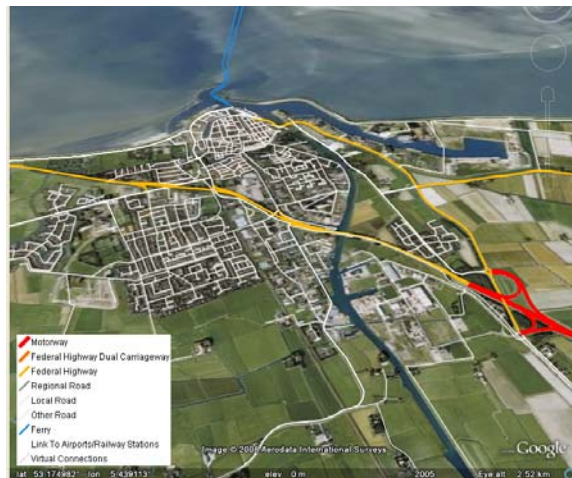 Motorway
Federal Highway Dual Carriageway
Federal Highway
Regional Road
Local Road
Other Road
Ferry
Link To Airports/Railway Stations
Virtual Connections
Image © 2008 Aerodata International Surveys
Google
lat 53.174982° lon 5.439113° elev 0 m 2005 Eye alt 2.52 km